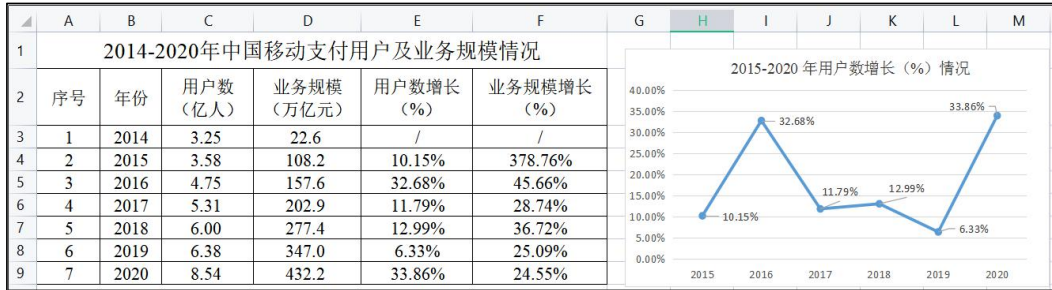 A B C D E F G H I J K L M
1 2014-2020年中国移动支付用户及业务规模情况
2 序号 年份 用户数（亿人） 业务规模（万亿元） 用户数增长（%） 业务规模增长（%）
3 1 2014 3.25 22.6 / /
4 2 2015 3.58 108.2 10.15% 378.76%
5 3 2016 4.75 157.6 32.68% 45.66%
6 4 2017 5.31 202.9 11.79% 28.74%
7 5 2018 6.00 277.4 12.99% 36.72%
8 6 2019 6.38 347.0 6.33% 25.09%
9 7 2020 8.54 432.2 33.86% 24.55%
2015-2020 年用户数增长（%）情况
40.00%
35.00%
30.00%
25.00%
20.00%
15.00%
10.00%
5.00%
0.00%
10.15%
32.68%
11.79%
12.99%
6.33%
33.86%
2015 2016 2017 2018 2019 2020